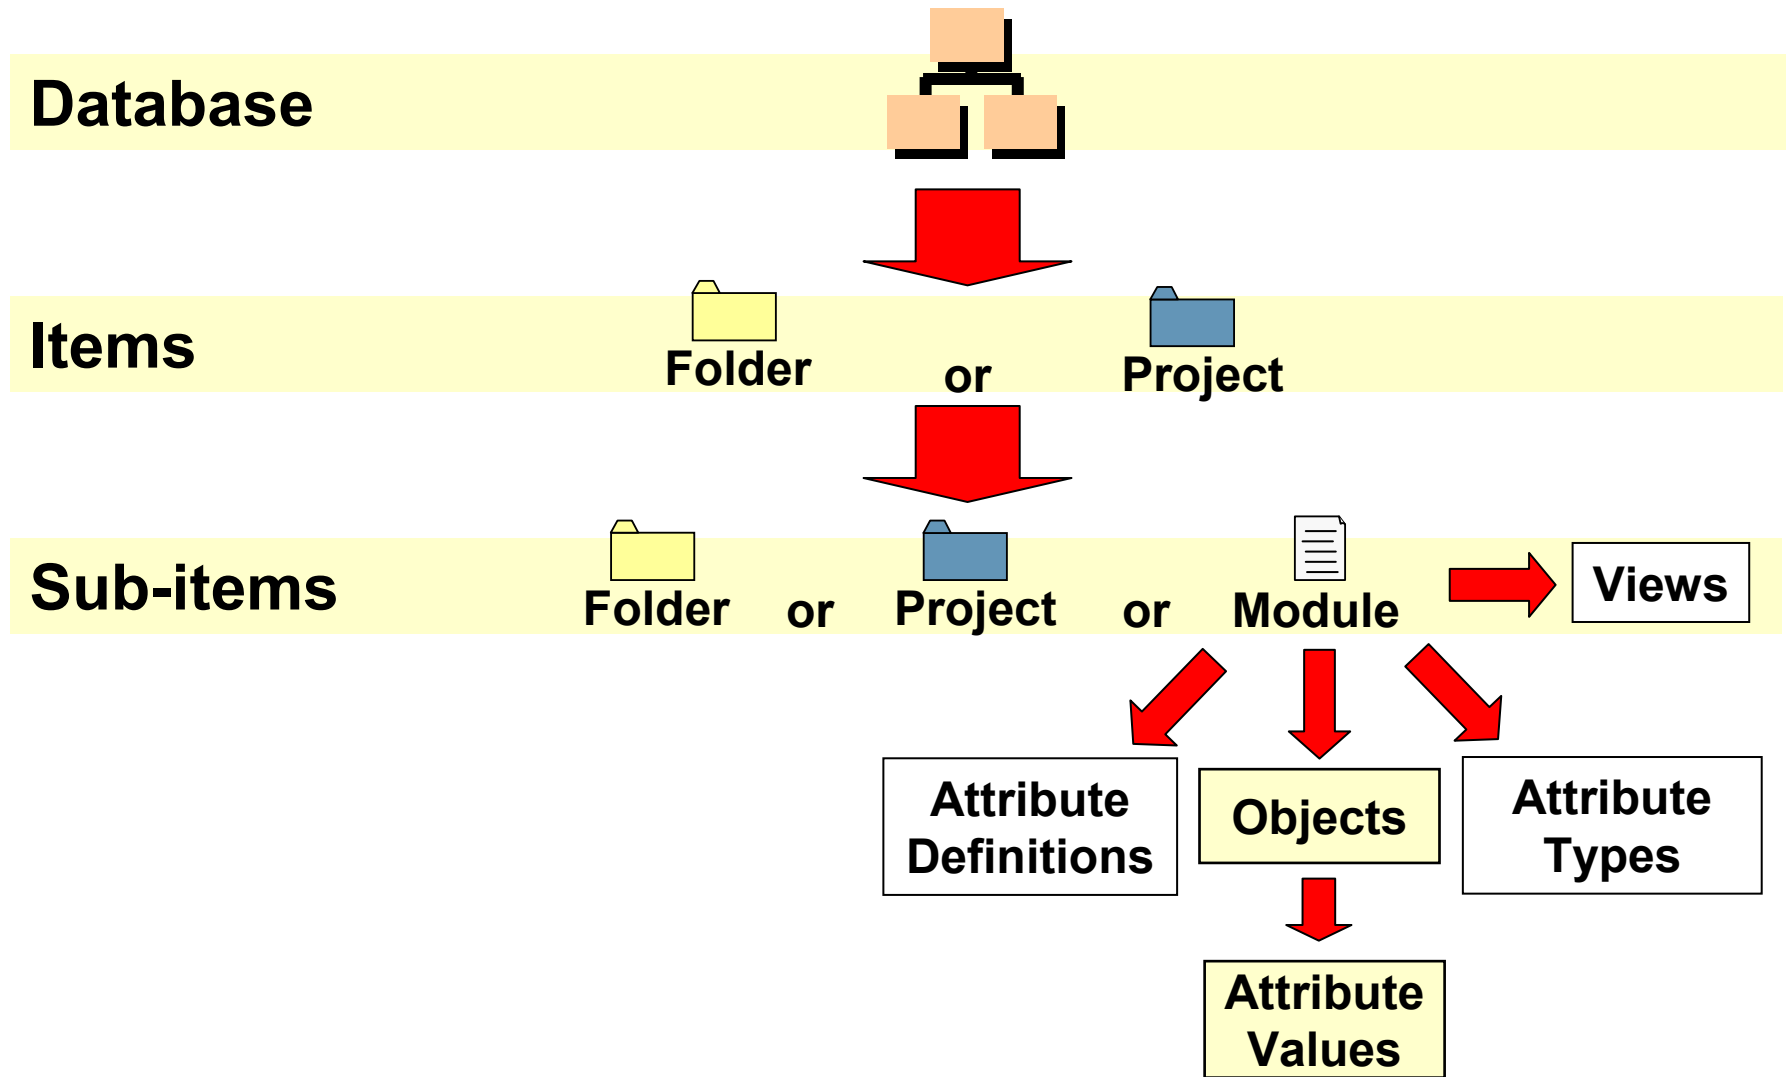 Database
Items
Folder or Project
Sub-items
Folder or Project or Module
Views
Attribute
Definitions
Objects
Attribute
Types
Attribute
Values